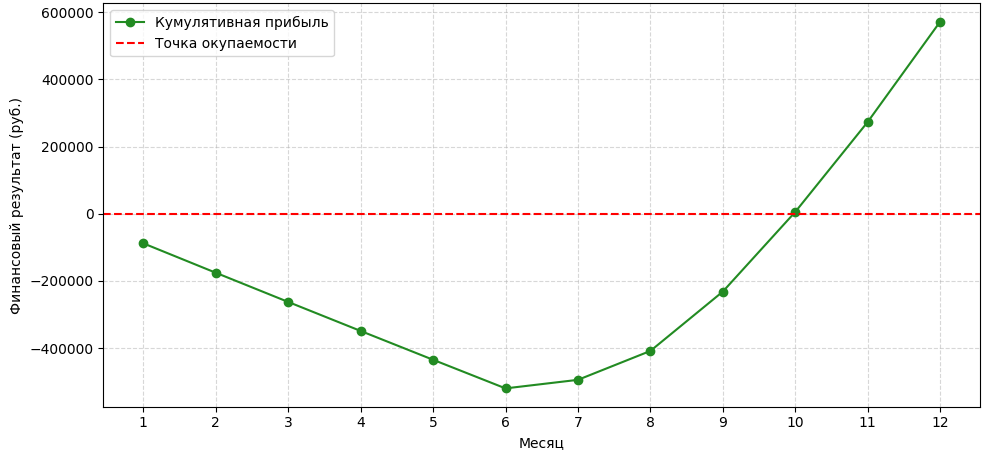 Кумулятивная прибыль
Точка окупаемости
Финансовый результат (руб.)
600000
400000
200000
0
−200000
−400000
1 2 3 4 5 6 7 8 9 10 11 12
Месяц